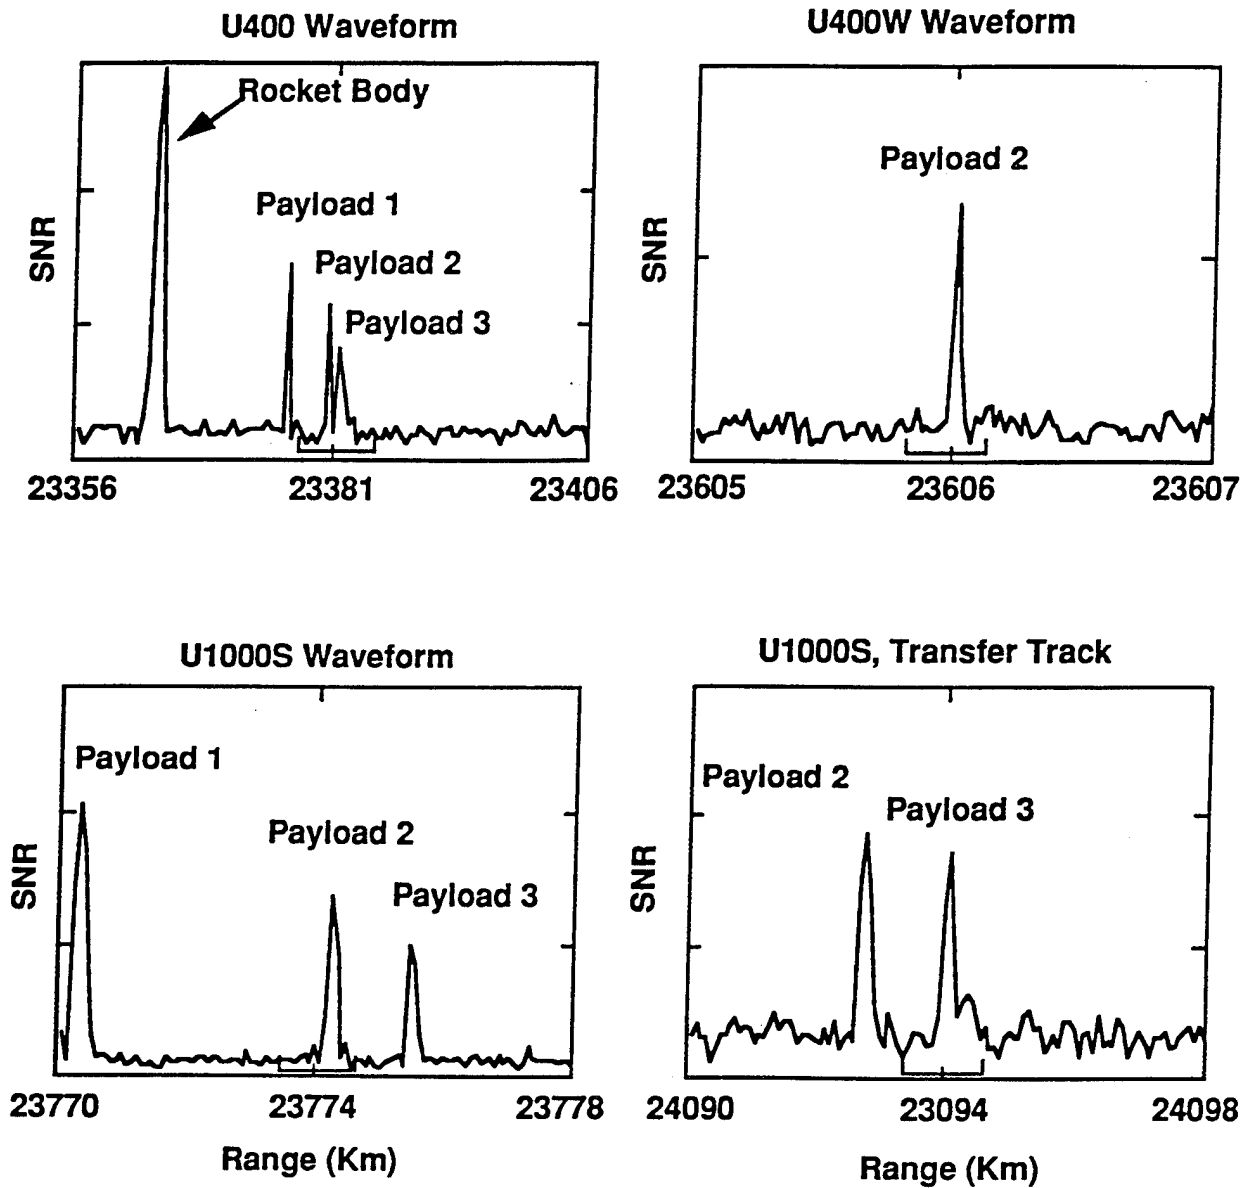 U400 Waveform
Rocket Body
Payload 1
Payload 2
Payload 3
SNR
23356 23381 23406
U400W Waveform
Payload 2
SNR
23605 23606 23607
U1000S Waveform
Payload 1
Payload 2
Payload 3
SNR
23770 23774 23778
Range (Km)
U1000S, Transfer Track
Payload 2
Payload 3
SNR
24090 23094 24098
Range (Km)